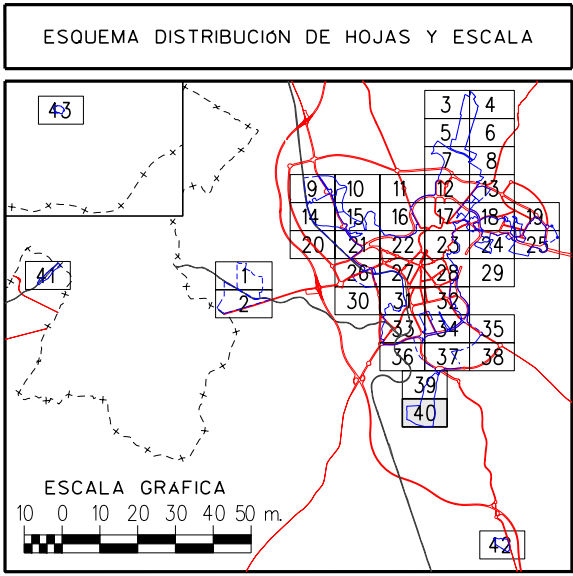 ESQUEMA DISTRIBUCIóN DE HOJAS Y ESCALA
43
3 4
5 6
7 8
9 10 11 12 13
14 15 16 17 18 19
20 21 22 23 24 25
41 1 26 27 28 29
2 30 31 32
33 34 35
36 37 38
39
40
ESCALA GRáFICA
10 0 10 20 30 40 50 m.
42